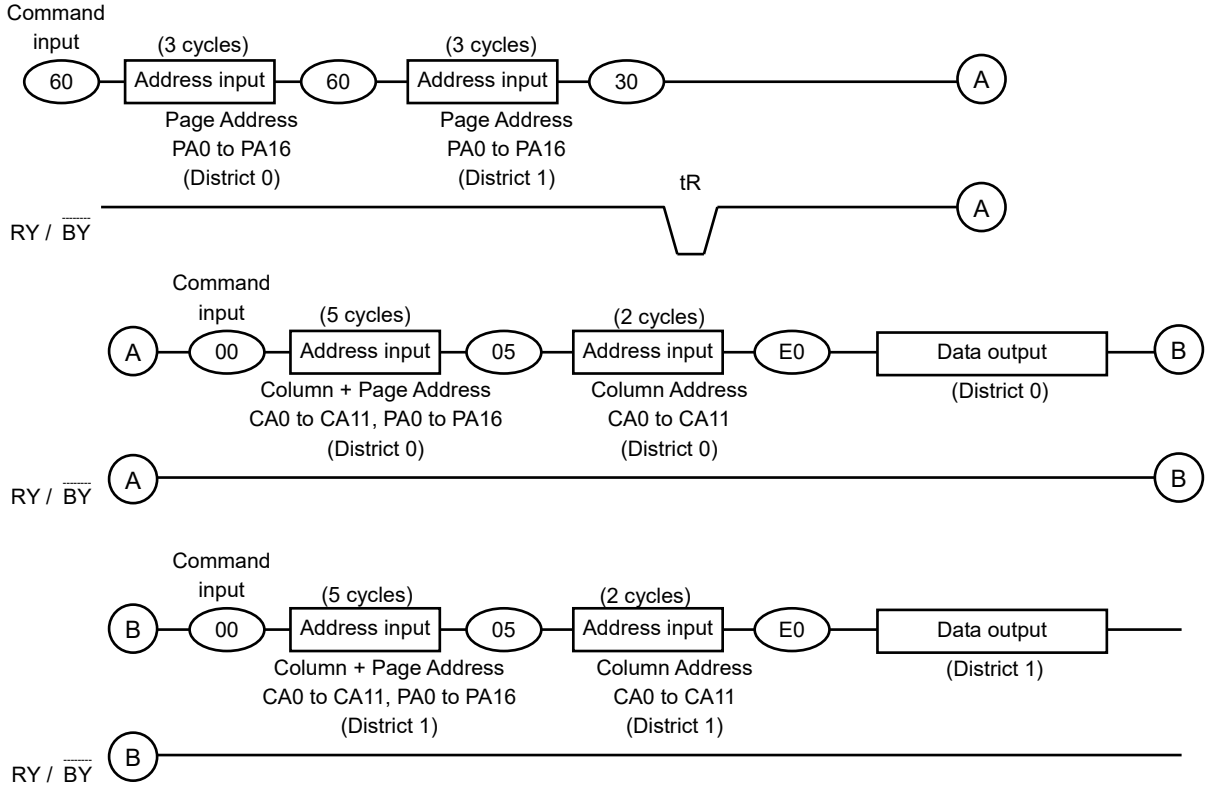 Command
input
(3 cycles)
(3 cycles)
60
Address input
60
Address input
30
A
Page Address
PA0 to PA16
(District 0)
Page Address
PA0 to PA16
(District 1)
tR
A
RY / BY
Command
input
(5 cycles)
(2 cycles)
A
00
Address input
05
Address input
E0
Data output
B
Column + Page Address
CA0 to CA11, PA0 to PA16
(District 0)
Column Address
CA0 to CA11
(District 0)
(District 0)
A
B
RY / BY
Command
input
(5 cycles)
(2 cycles)
B
00
Address input
05
Address input
E0
Data output
Column + Page Address
CA0 to CA11, PA0 to PA16
(District 1)
Column Address
CA0 to CA11
(District 1)
(District 1)
B
RY / BY